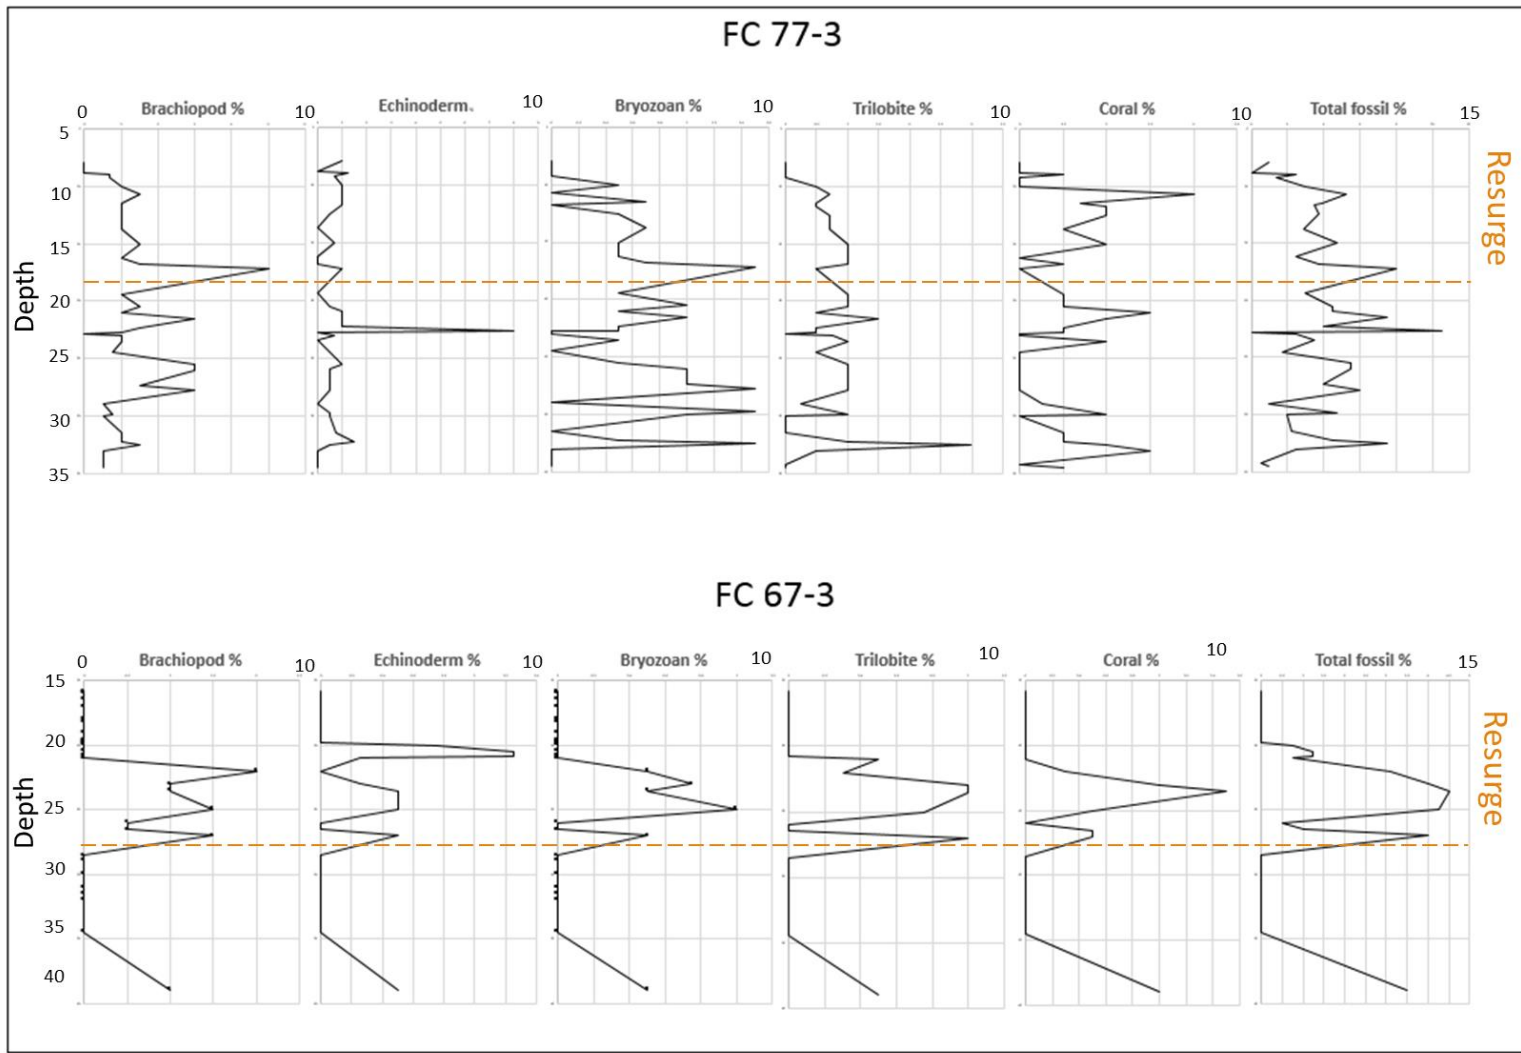 FC 77-3
0 Brachiopod % 10 Echinoderm. 10 Bryozoan % 10 Trilobite % 10 Coral % 10 Total fossil % 15
5
10
15
20
25
30
35
Depth
Resurge
FC 67-3
0 Brachiopod % 10 Echinoderm % 10 Bryozoan % 10 Trilobite % 10 Coral % 10 Total fossil % 15
15
20
25
30
35
40
Depth
Resurge